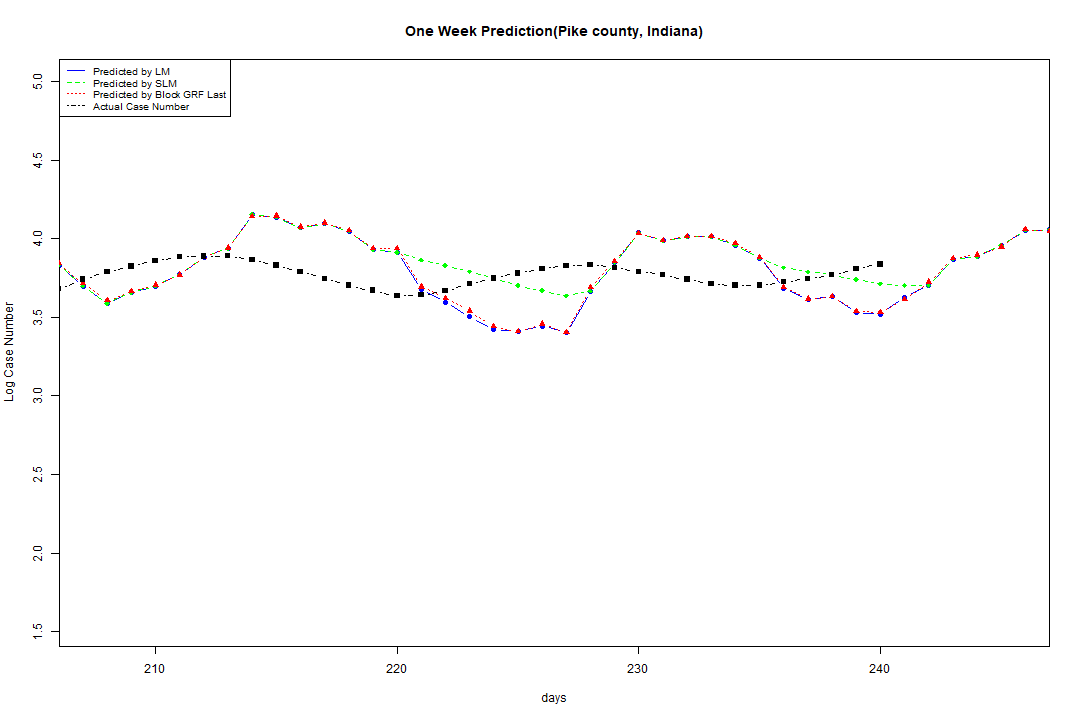 One Week Prediction(Pike county, Indiana)
Predicted by LM
Predicted by SLM
Predicted by Block GRF Last
Actual Case Number
5.0
4.5
4.0
3.5
3.0
2.5
2.0
1.5
Log Case Number
210
220
230
240
days